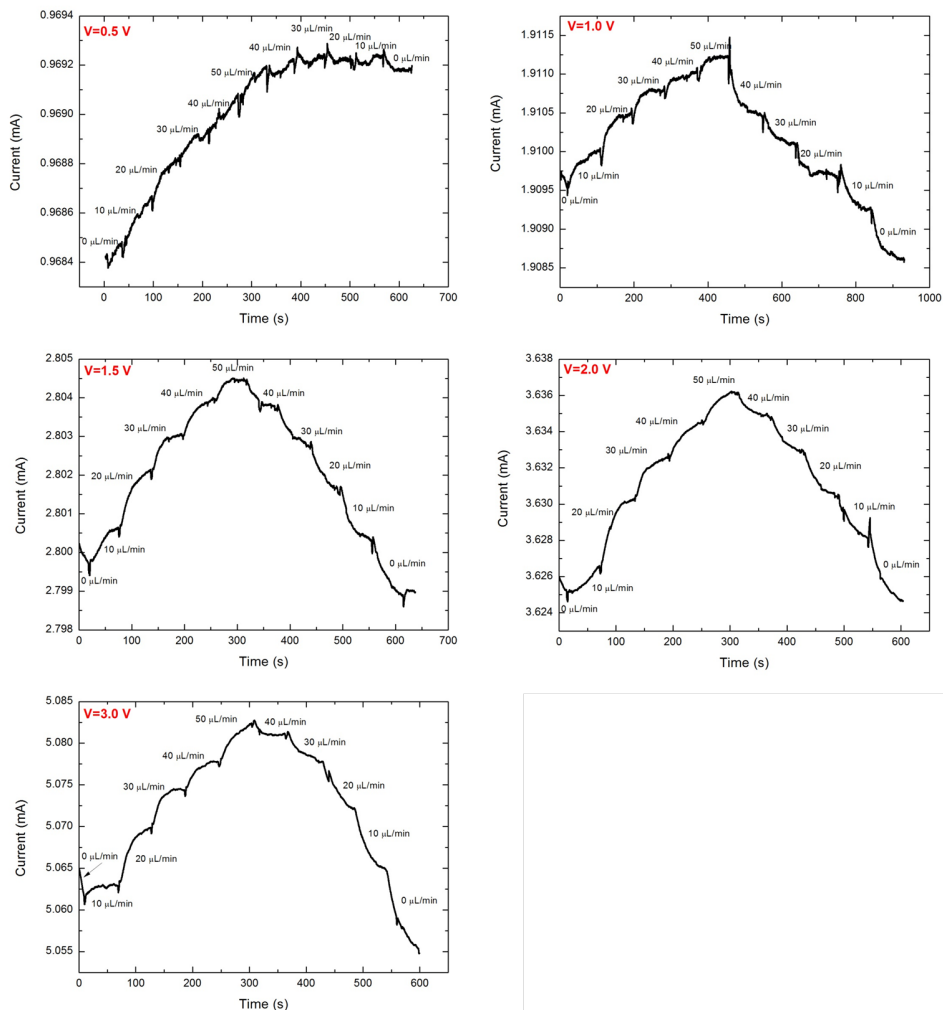 V=0.5 V
0.9694
0.9692
0.9690
0.9688
0.9686
0.9684
Current (mA)
0 µL/min
10 µL/min
20 µL/min
30 µL/min
40 µL/min
50 µL/min
40 µL/min
30 µL/min
20 µL/min
10 µL/min
0 µL/min
0 100 200 300 400 500 600 700
Time (s)
V=1.0 V
1.9115
1.9110
1.9105
1.9100
1.9095
1.9090
1.9085
Current (mA)
0 µL/min
10 µL/min
20 µL/min
30 µL/min
40 µL/min
50 µL/min
40 µL/min
30 µL/min
20 µL/min
10 µL/min
0 µL/min
0 200 400 600 800 1000
Time (s)
V=1.5 V
2.805
2.804
2.803
2.802
2.801
2.800
2.799
2.798
Current (mA)
0 µL/min
10 µL/min
20 µL/min
30 µL/min
40 µL/min
50 µL/min
40 µL/min
30 µL/min
20 µL/min
10 µL/min
0 µL/min
0 100 200 300 400 500 600 700
Time (s)
V=2.0 V
3.638
3.636
3.634
3.632
3.630
3.628
3.626
3.624
Current (mA)
0 µL/min
10 µL/min
20 µL/min
30 µL/min
40 µL/min
50 µL/min
40 µL/min
30 µL/min
20 µL/min
10 µL/min
0 µL/min
0 100 200 300 400 500 600
Time (s)
V=3.0 V
5.085
5.080
5.075
5.070
5.065
5.060
5.055
Current (mA)
0 µL/min
10 µL/min
20 µL/min
30 µL/min
40 µL/min
50 µL/min
40 µL/min
30 µL/min
20 µL/min
10 µL/min
0 µL/min
0 100 200 300 400 500 600
Time (s)